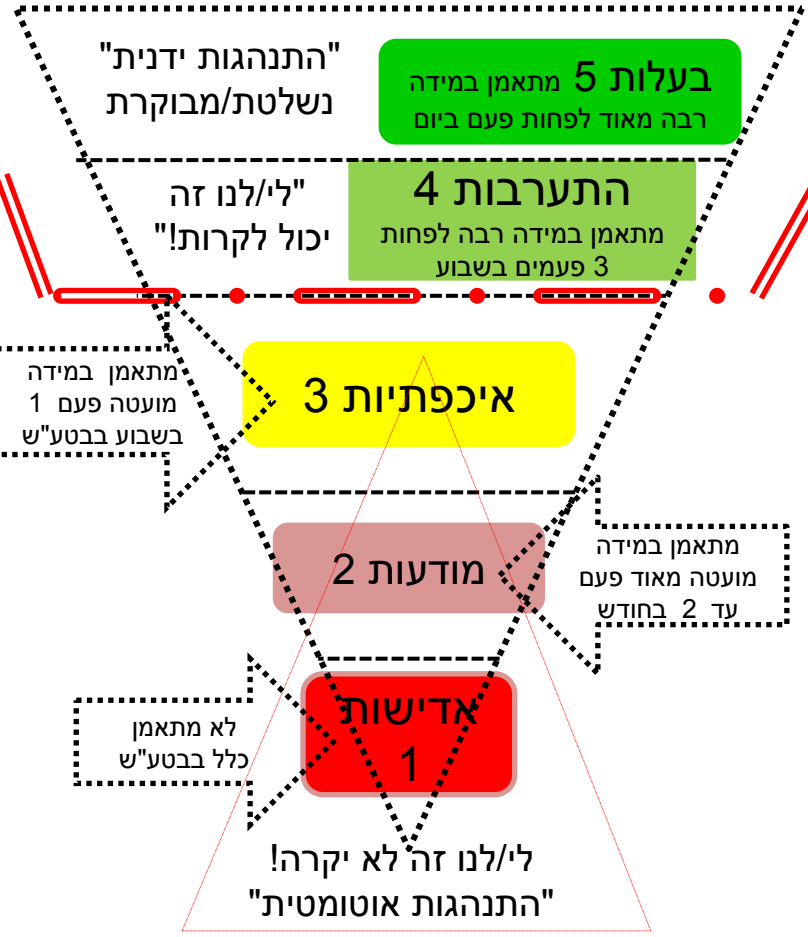 "התנהגות ידנית"
נשלטת/מבוקרת
בעלות 5 מתאמן במידה
רבה מאוד לפחות פעם ביום
"לי/לנו זה
יכול לקרות!"
התערבות 4
מתאמן במידה רבה לפחות
3 פעמים בשבוע
איכפתיות 3
מתאמן במידה
מועטה פעם 1
בשבוע בבטע"ש
מודעות 2
מתאמן במידה
מועטה מאוד פעם
עד 2 בחודש
אדישות
1
לא מתאמן
כלל בבטע"ש
לי/לנו זה לא יקרה!
"התנהגות אוטומטית"